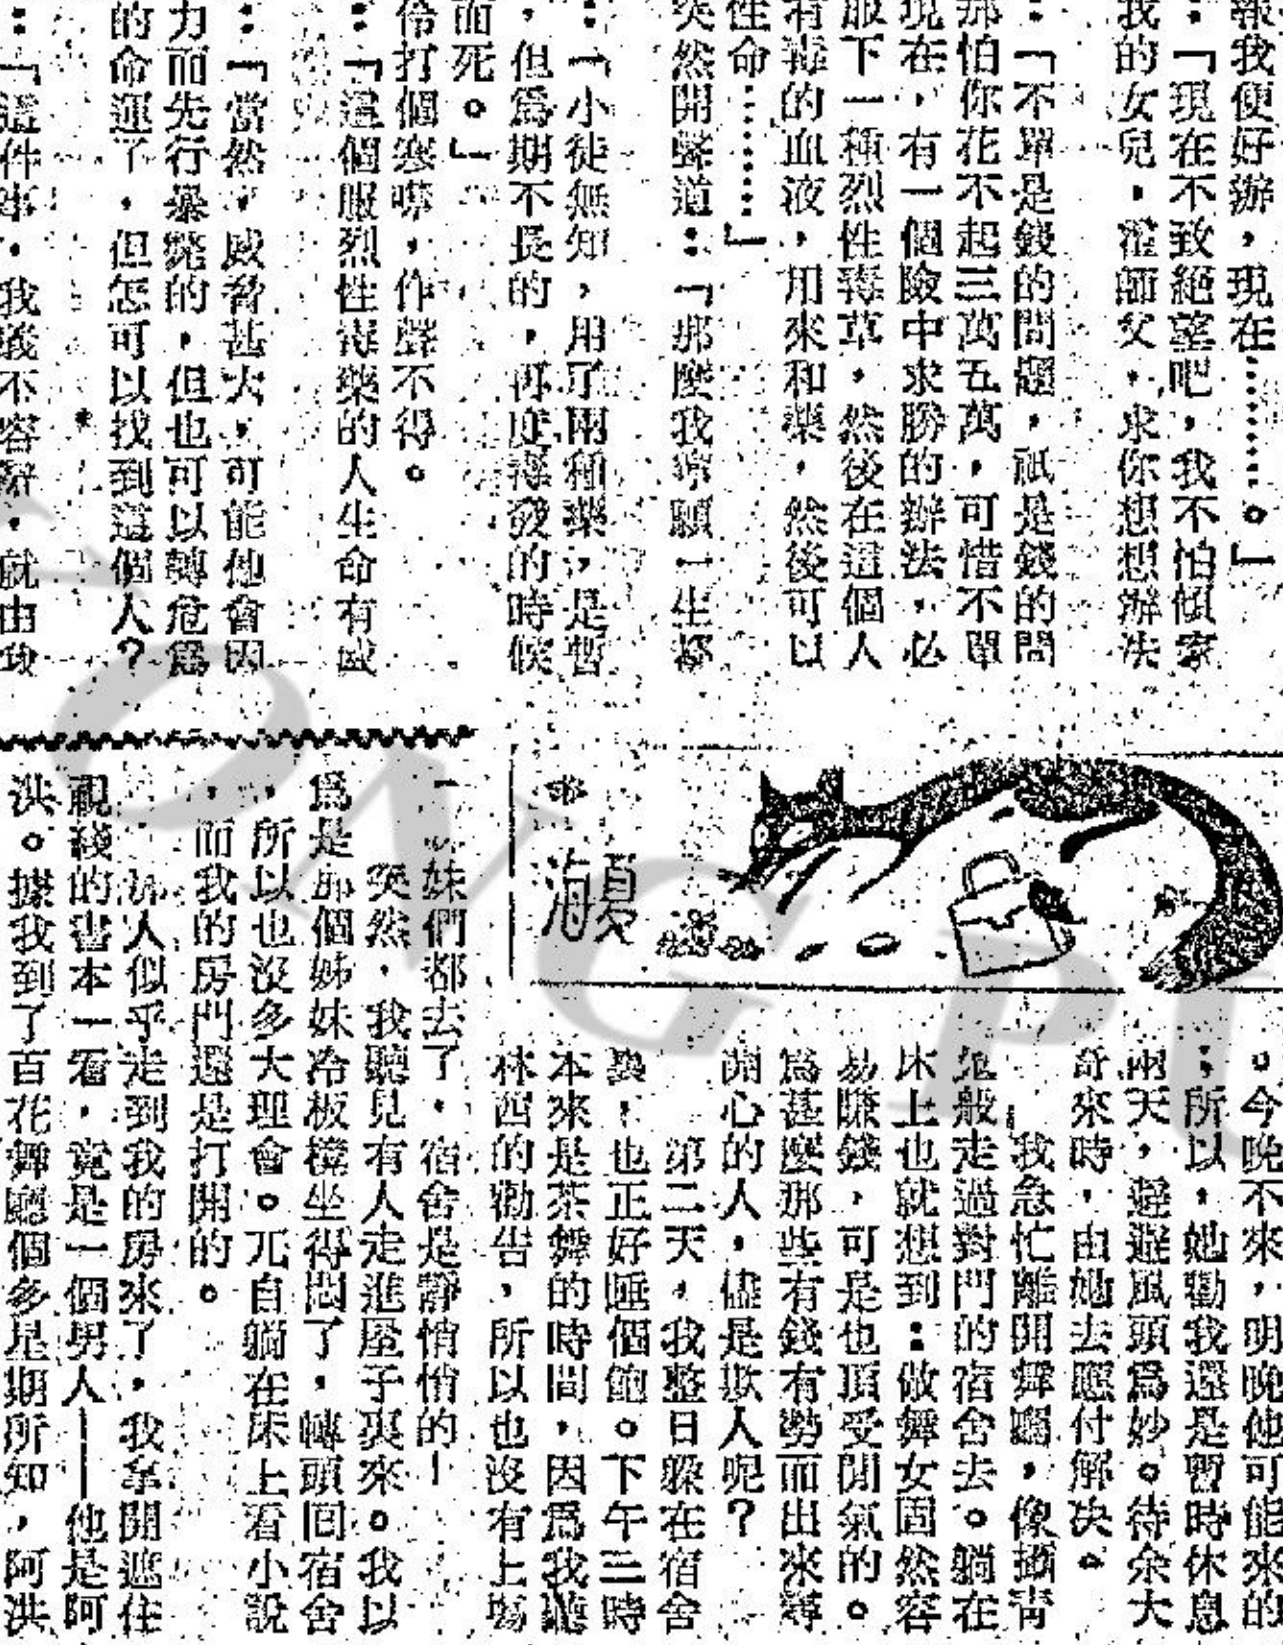 報我便好辦，現在………。」
：「現在不致絕望吧，我不怕傾家
我的女兒，霍師父，求你想想辦法
：「不單是錢的問題，祇是錢的問
那怕你花不起三萬五萬，可惜不單
現在，有一個險中求勝的辦法，必
服下一種烈性毒草，然後在這個人
有毒的血液，用來和藥，然後可以
性命………」
突然開聲道：「那麼我寧願一生都
：「小徒無知，用了兩種藥，是暫
，但爲期不長的，再度毒發的時候
而死。」
伶打個寒噤，作聲不得。
：「這個服烈性毒藥的人生命有威
：「當然，威脅甚大，可能他會因
力而先行暴斃的，但也可以轉危爲
的命運了，但怎可以找到這個人？
：「這件事，我義不容辭，就由我
海夏
。今晚不來，明晚他可能來的
；所以，她勸我還是暫時休息
兩天，避避風頭爲妙。待余大
哥來時，由她去應付解決。
我急忙離開舞廳，像攝青
鬼般走過對門的宿舍去。躺在
床上也就想到：做舞女固然容
易賺錢，可是也頂受閒氣的。
爲甚麼那些有錢有勢而出來尋
開心的人，儘是欺人呢？
第二天，我整日躲在宿舍
裏，也正好睡個飽。下午三時
本來是茶舞的時間，因爲我聽
林西的勸告，所以也沒有上塲
妹們都去了，宿舍是靜悄悄的！
突然，我聽見有人走進屋子裏來。我以
爲是那個姊妹冷板櫈坐得悶了，轉頭回宿舍
，所以也沒多大理會。兀自躺在床上看小說
，而我的房門還是打開的。
那人似乎走到我的房來了，我拿開遮住
視綫的書本一看，竟是一個男人——他是阿
洪。據我到了百花舞廳個多星期所知，阿洪